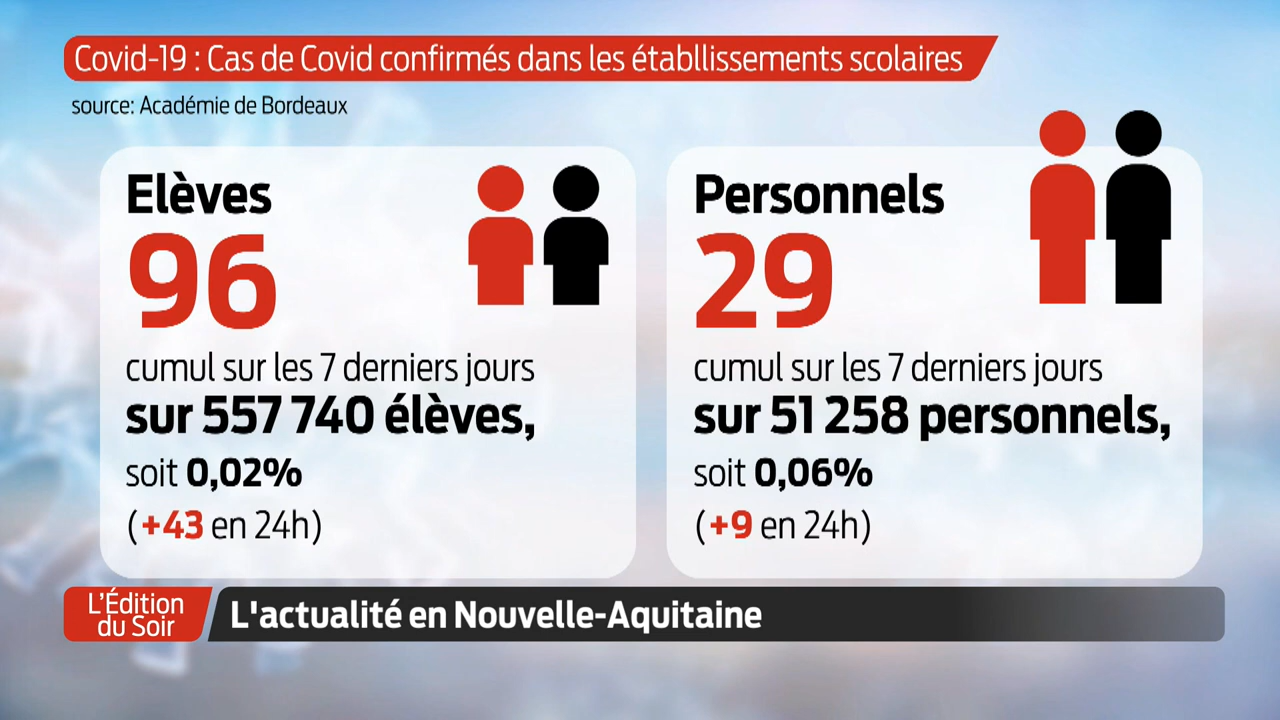 Covid-19 : Cas de Covid confirmés dans les établlissements scolaires
source: Académie de Bordeaux
Elèves
96
cumul sur les 7 derniers jours
sur 557 740 élèves,
soit 0,02%
(+43 en 24h)
Personnels
29
cumul sur les 7 derniers jours
sur 51 258 personnels,
soit 0,06%
(+9 en 24h)
L'Édition
du Soir
L'actualité en Nouvelle-Aquitaine